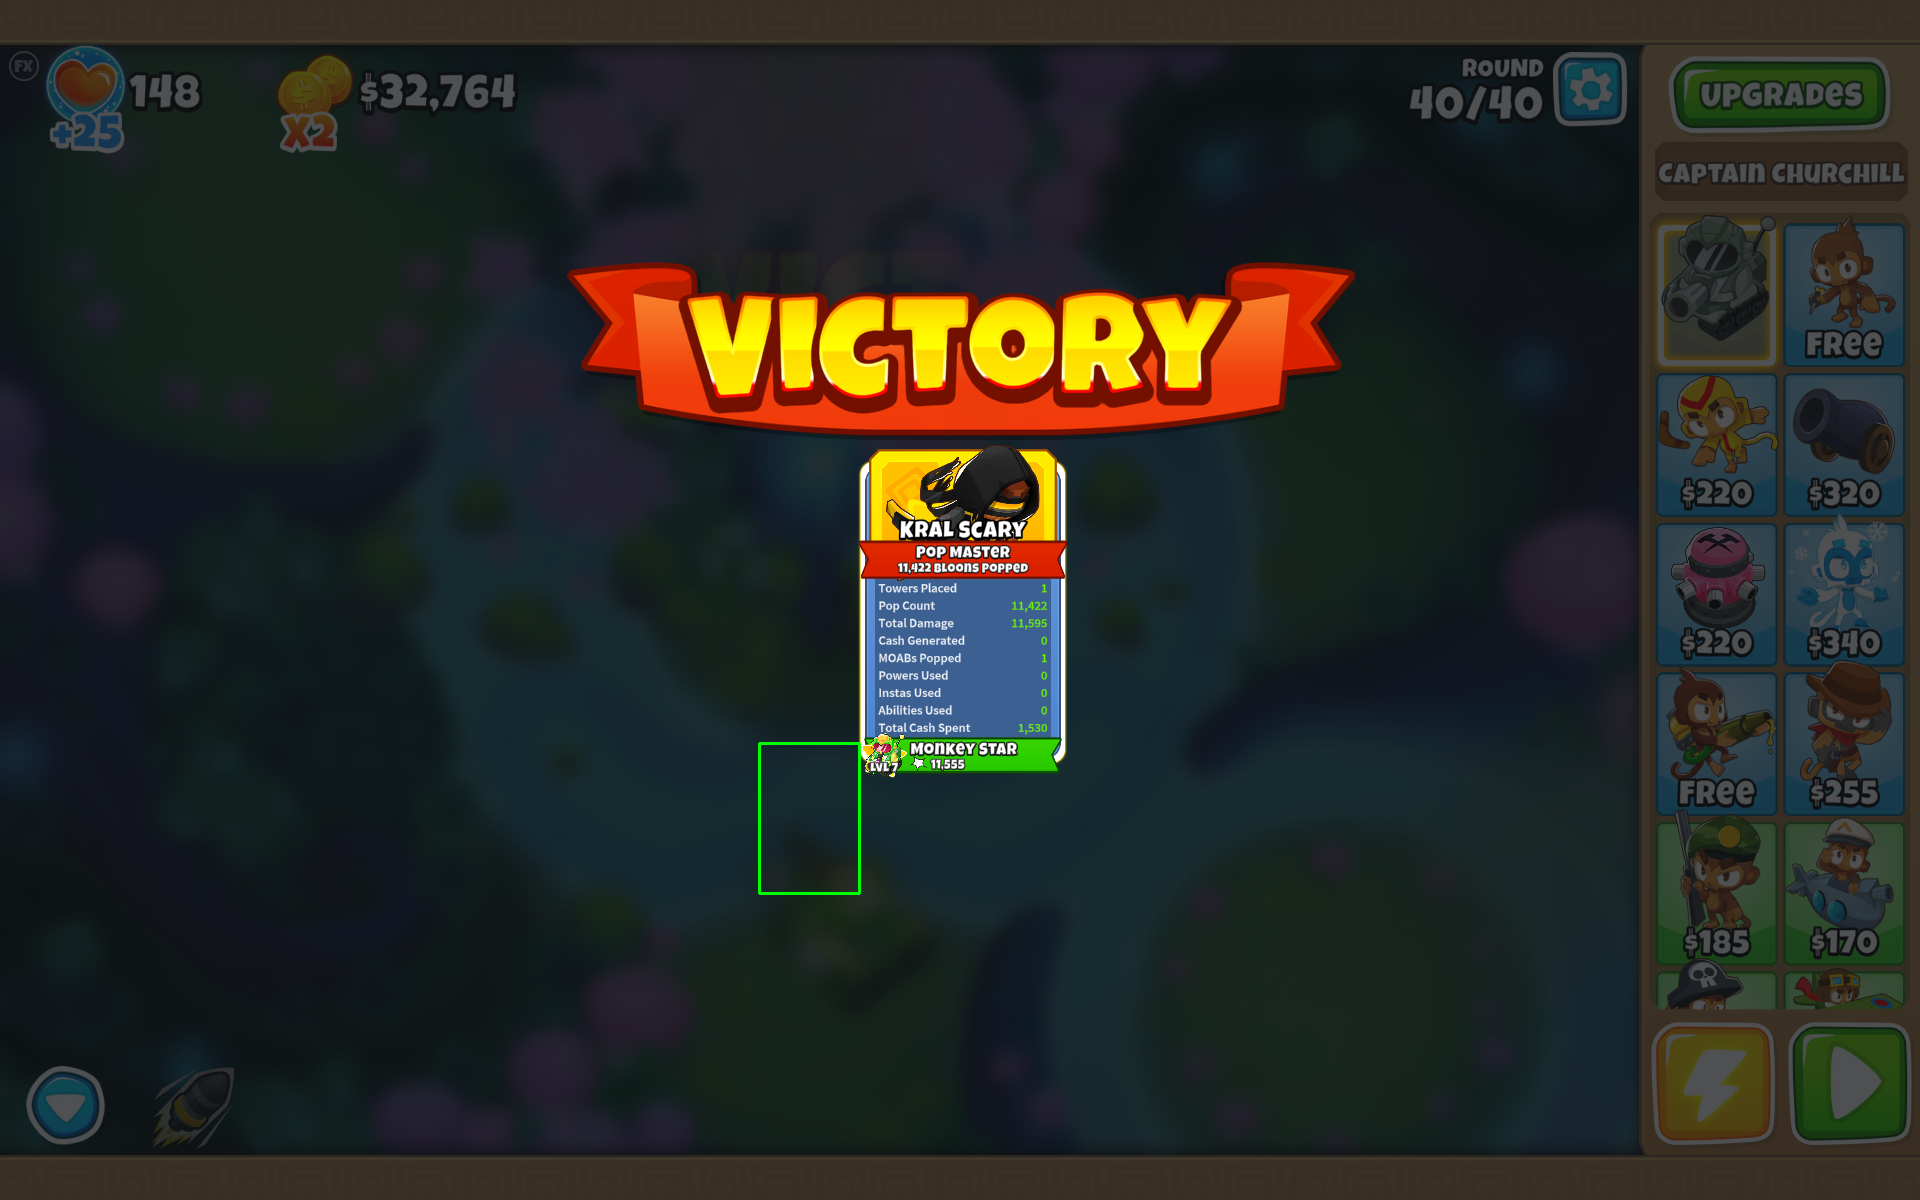 FX
148
+25
$32,764
X2
ROUND
40/40
UPGRADES
CAPTAIN CHURCHILL
VICTORY
KRAL SCARY
POP MASTER
11,422 BLOONS POPPED
Towers Placed 1
Pop Count 11,422
Total Damage 11,595
Cash Generated 0
MOABs Popped 1
Powers Used 0
Instas Used 0
Abilities Used 0
Total Cash Spent 1,530
LVL 7
MONKEY STAR
11,555
FREE
$220
$320
$220
$340
FREE
$255
$185
$170